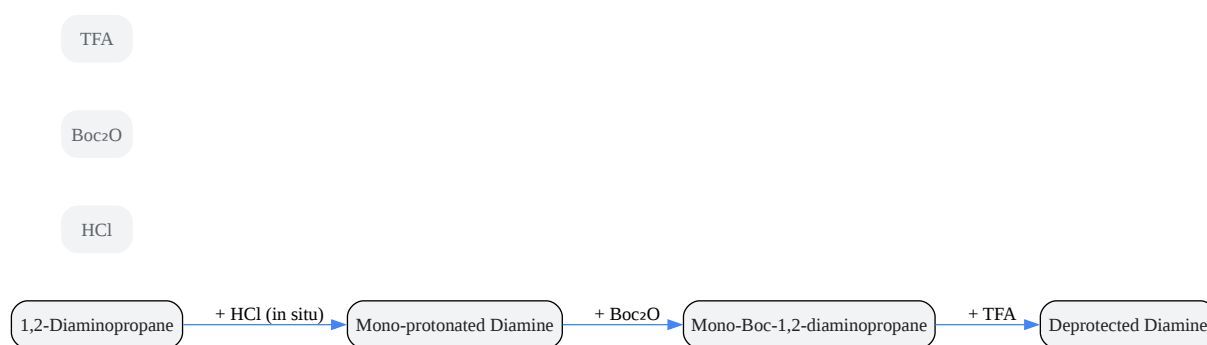 TFA
Boc₂O
HCl
1,2-Diaminopropane
+ HCl (in situ)
Mono-protonated Diamine
+ Boc₂O
Mono-Boc-1,2-diaminopropane
+ TFA
Deprotected Diamine